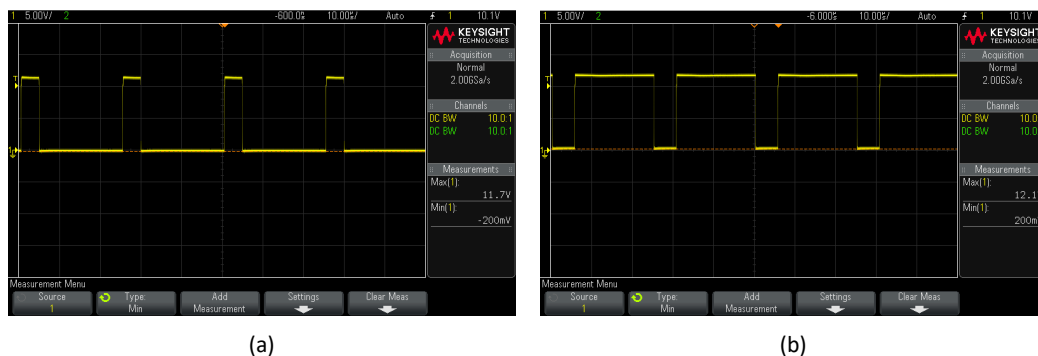 1 5.00V/ 2 -600.0⅟ 10.00⅟ Auto 1 10.1V
KEYSIGHT
TECHNOLOGIES
Acquisition
Normal
2.00GSa/s
Channels
DC BW 10.0:1
DC BW 10.0:1
Measurements
Max(1):
11.7V
Min(1):
-200mV
Measurement Menu
Source
1
Type:
Min
Add
Measurement
Settings
Clear Meas
(a)
1 5.00V/ 2 -6.000⅟ 10.00⅟ Auto 1 10.1V
KEYSIGHT
TECHNOLOGIES
Acquisition
Normal
2.00GSa/s
Channels
DC BW 10.0
DC BW 10.0
Measurements
Max(1):
12.1
Min(1):
200m
Measurement Menu
Source
1
Type:
Min
Add
Measurement
Settings
Clear Meas
(b)